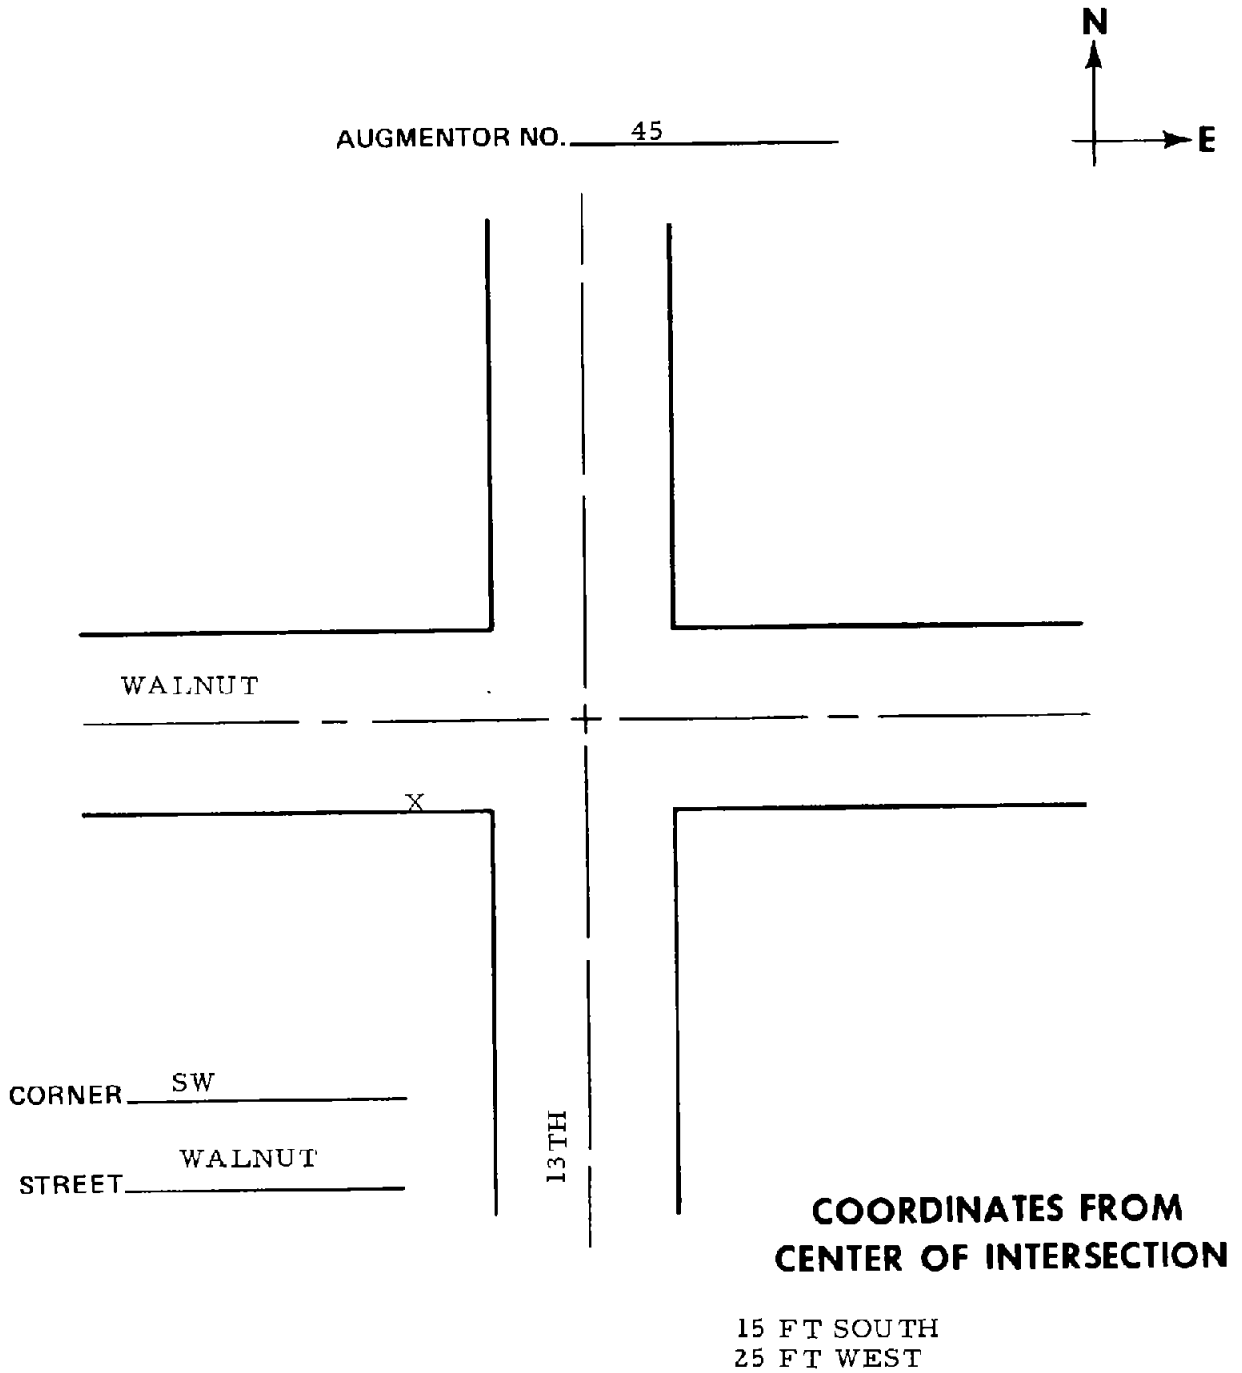 N
E
AUGMENTOR NO. 45
WALNUT
X
CORNER SW
STREET WALNUT
13TH
COORDINATES FROM
CENTER OF INTERSECTION
15 FT SOUTH
25 FT WEST